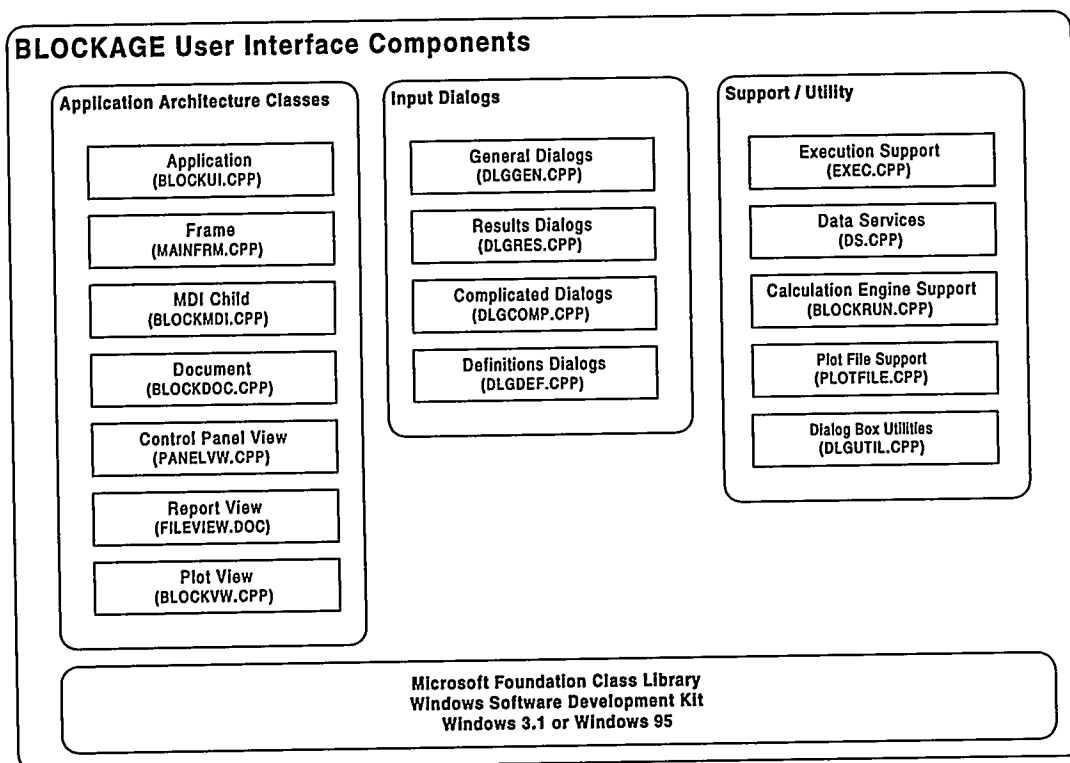 BLOCKAGE User Interface Components
Application Architecture Classes
Application
(BLOCKUI.CPP)
Frame
(MAINFRM.CPP)
MDI Child
(BLOCKMDI.CPP)
Document
(BLOCKDOC.CPP)
Control Panel View
(PANELVW.CPP)
Report View
(FILEVIEW.DOC)
Plot View
(BLOCKVW.CPP)
Input Dialogs
General Dialogs
(DLGGEN.CPP)
Results Dialogs
(DLGRES.CPP)
Complicated Dialogs
(DLGCOMP.CPP)
Definitions Dialogs
(DLGDEF.CPP)
Support / Utility
Execution Support
(EXEC.CPP)
Data Services
(DS.CPP)
Calculation Engine Support
(BLOCKRUN.CPP)
Plot File Support
(PLOTFILE.CPP)
Dialog Box Utilities
(DLGUTIL.CPP)
Microsoft Foundation Class Library
Windows Software Development Kit
Windows 3.1 or Windows 95